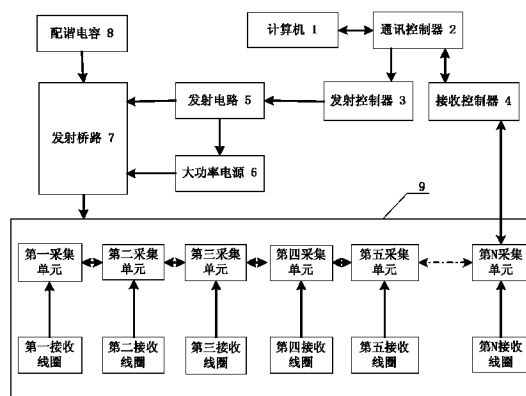 配谐电容 8
计算机 1
通讯控制器 2
发射桥路 7
发射电路 5
发射控制器 3
接收控制器 4
大功率电源 6
9
第一采集
单元
第二采集
单元
第三采集
单元
第四采集
单元
第五采集
单元
第N采集
单元
第一接收
线圈
第二接收
线圈
第三接收
线圈
第四接收
线圈
第五接收
线圈
第N接收
线圈